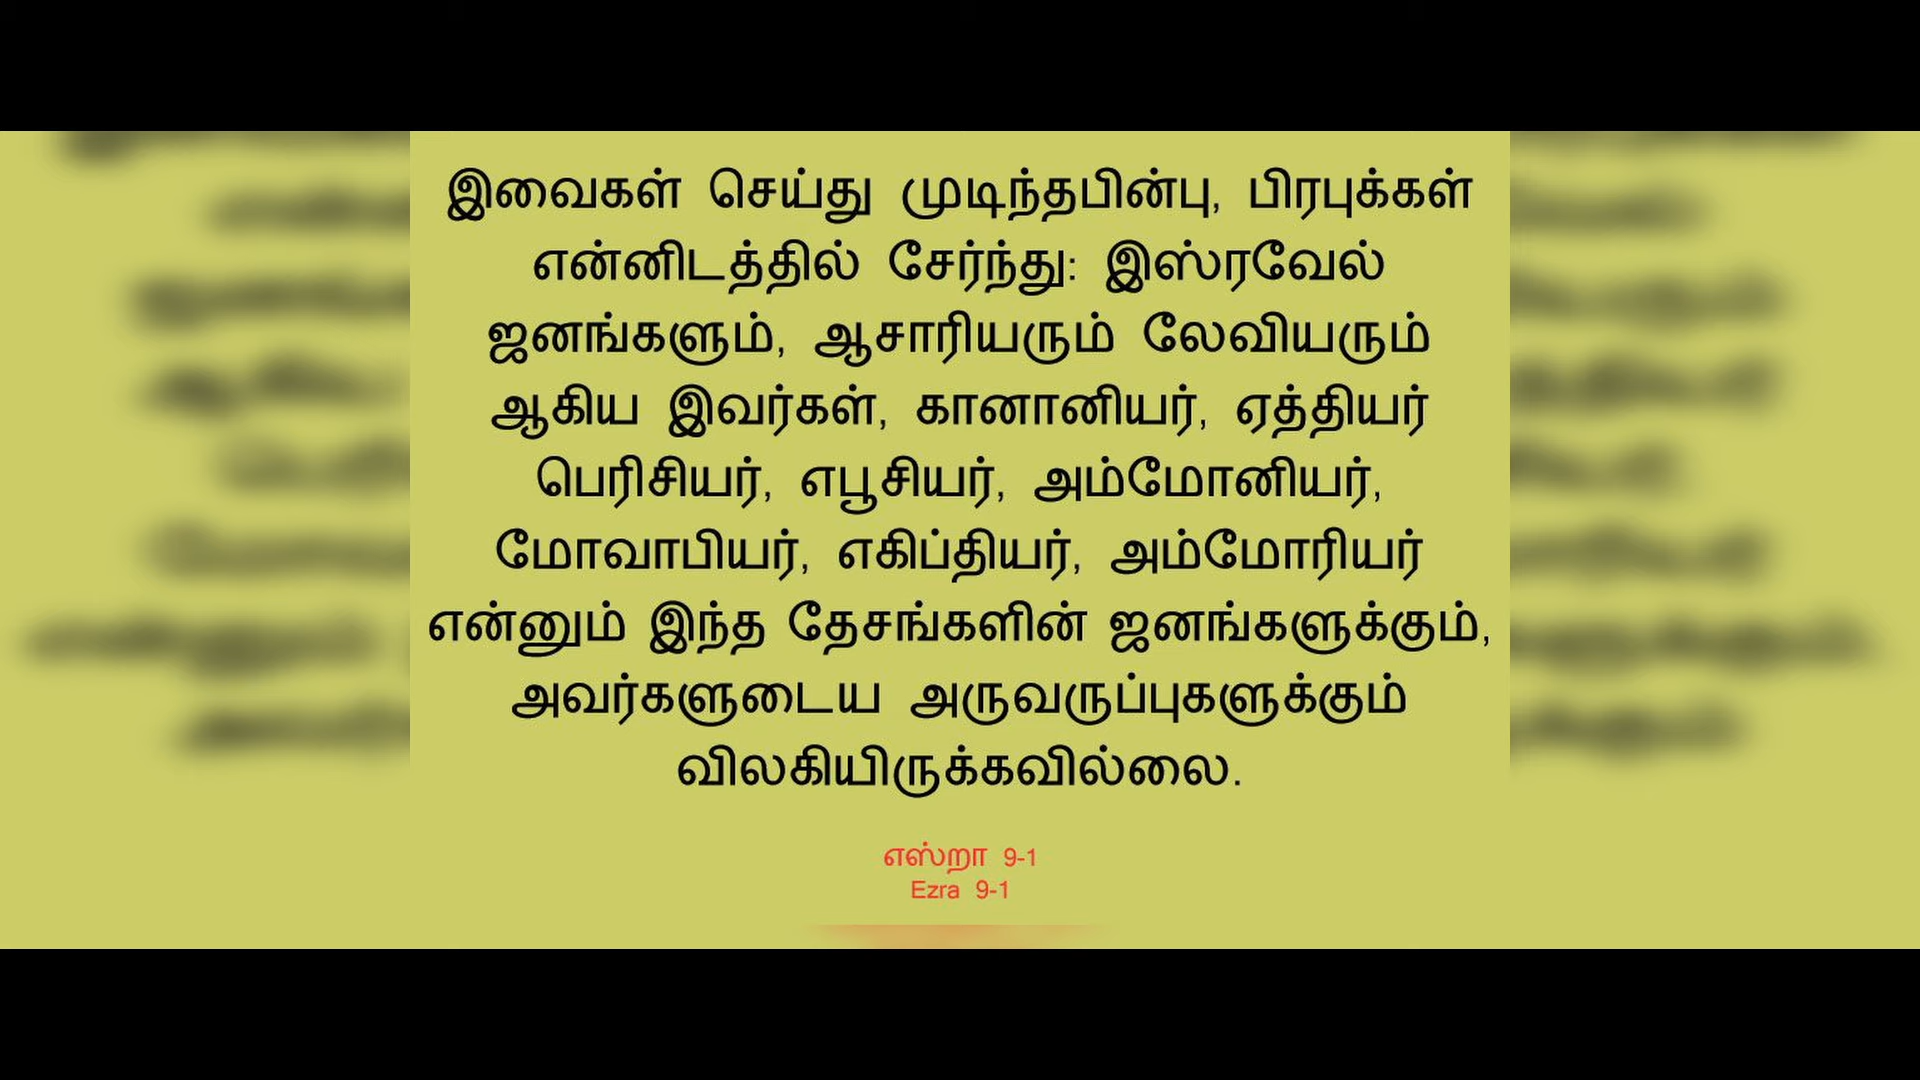 இவைகள் செய்து முடிந்தபின்பு, பிரபுக்கள்
என்னிடத்தில் சேர்ந்து: இஸ்ரவேல்
ஜனங்களும், ஆசாரியரும் லேவியரும்
ஆகிய இவர்கள், கானானியர், ஏத்தியர்
பெரிசியர், எபூசியர், அம்மோனியர்,
மோவாபியர், எகிப்தியர், அம்மோரியர்
என்னும் இந்த தேசங்களின் ஜனங்களுக்கும்,
அவர்களுடைய அருவருப்புகளுக்கும்
விலகியிருக்கவில்லை.
எஸ்றா 9-1
Ezra 9-1